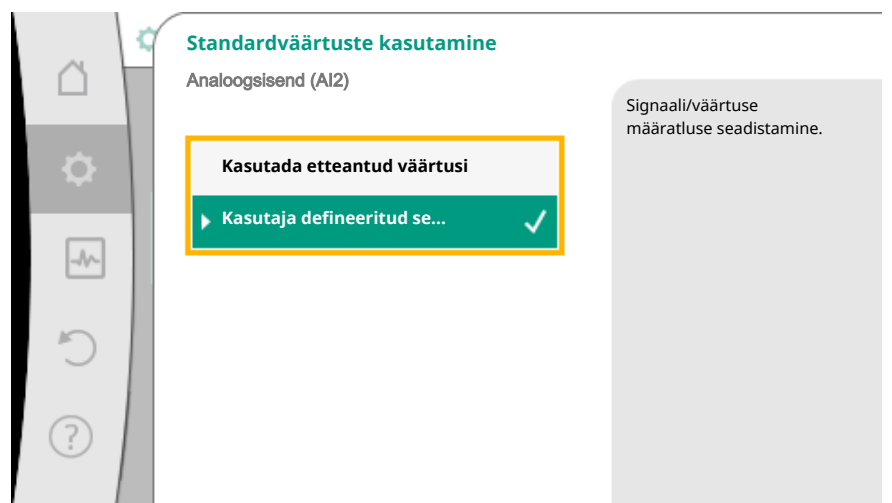 Standardväärtuste kasutamine
Analoogsisend (AI2)
Kasutada etteantud väärtusi
Kasutaja defineeritud se...
Signaali/väärtuse
määratluse seadistamine.
?